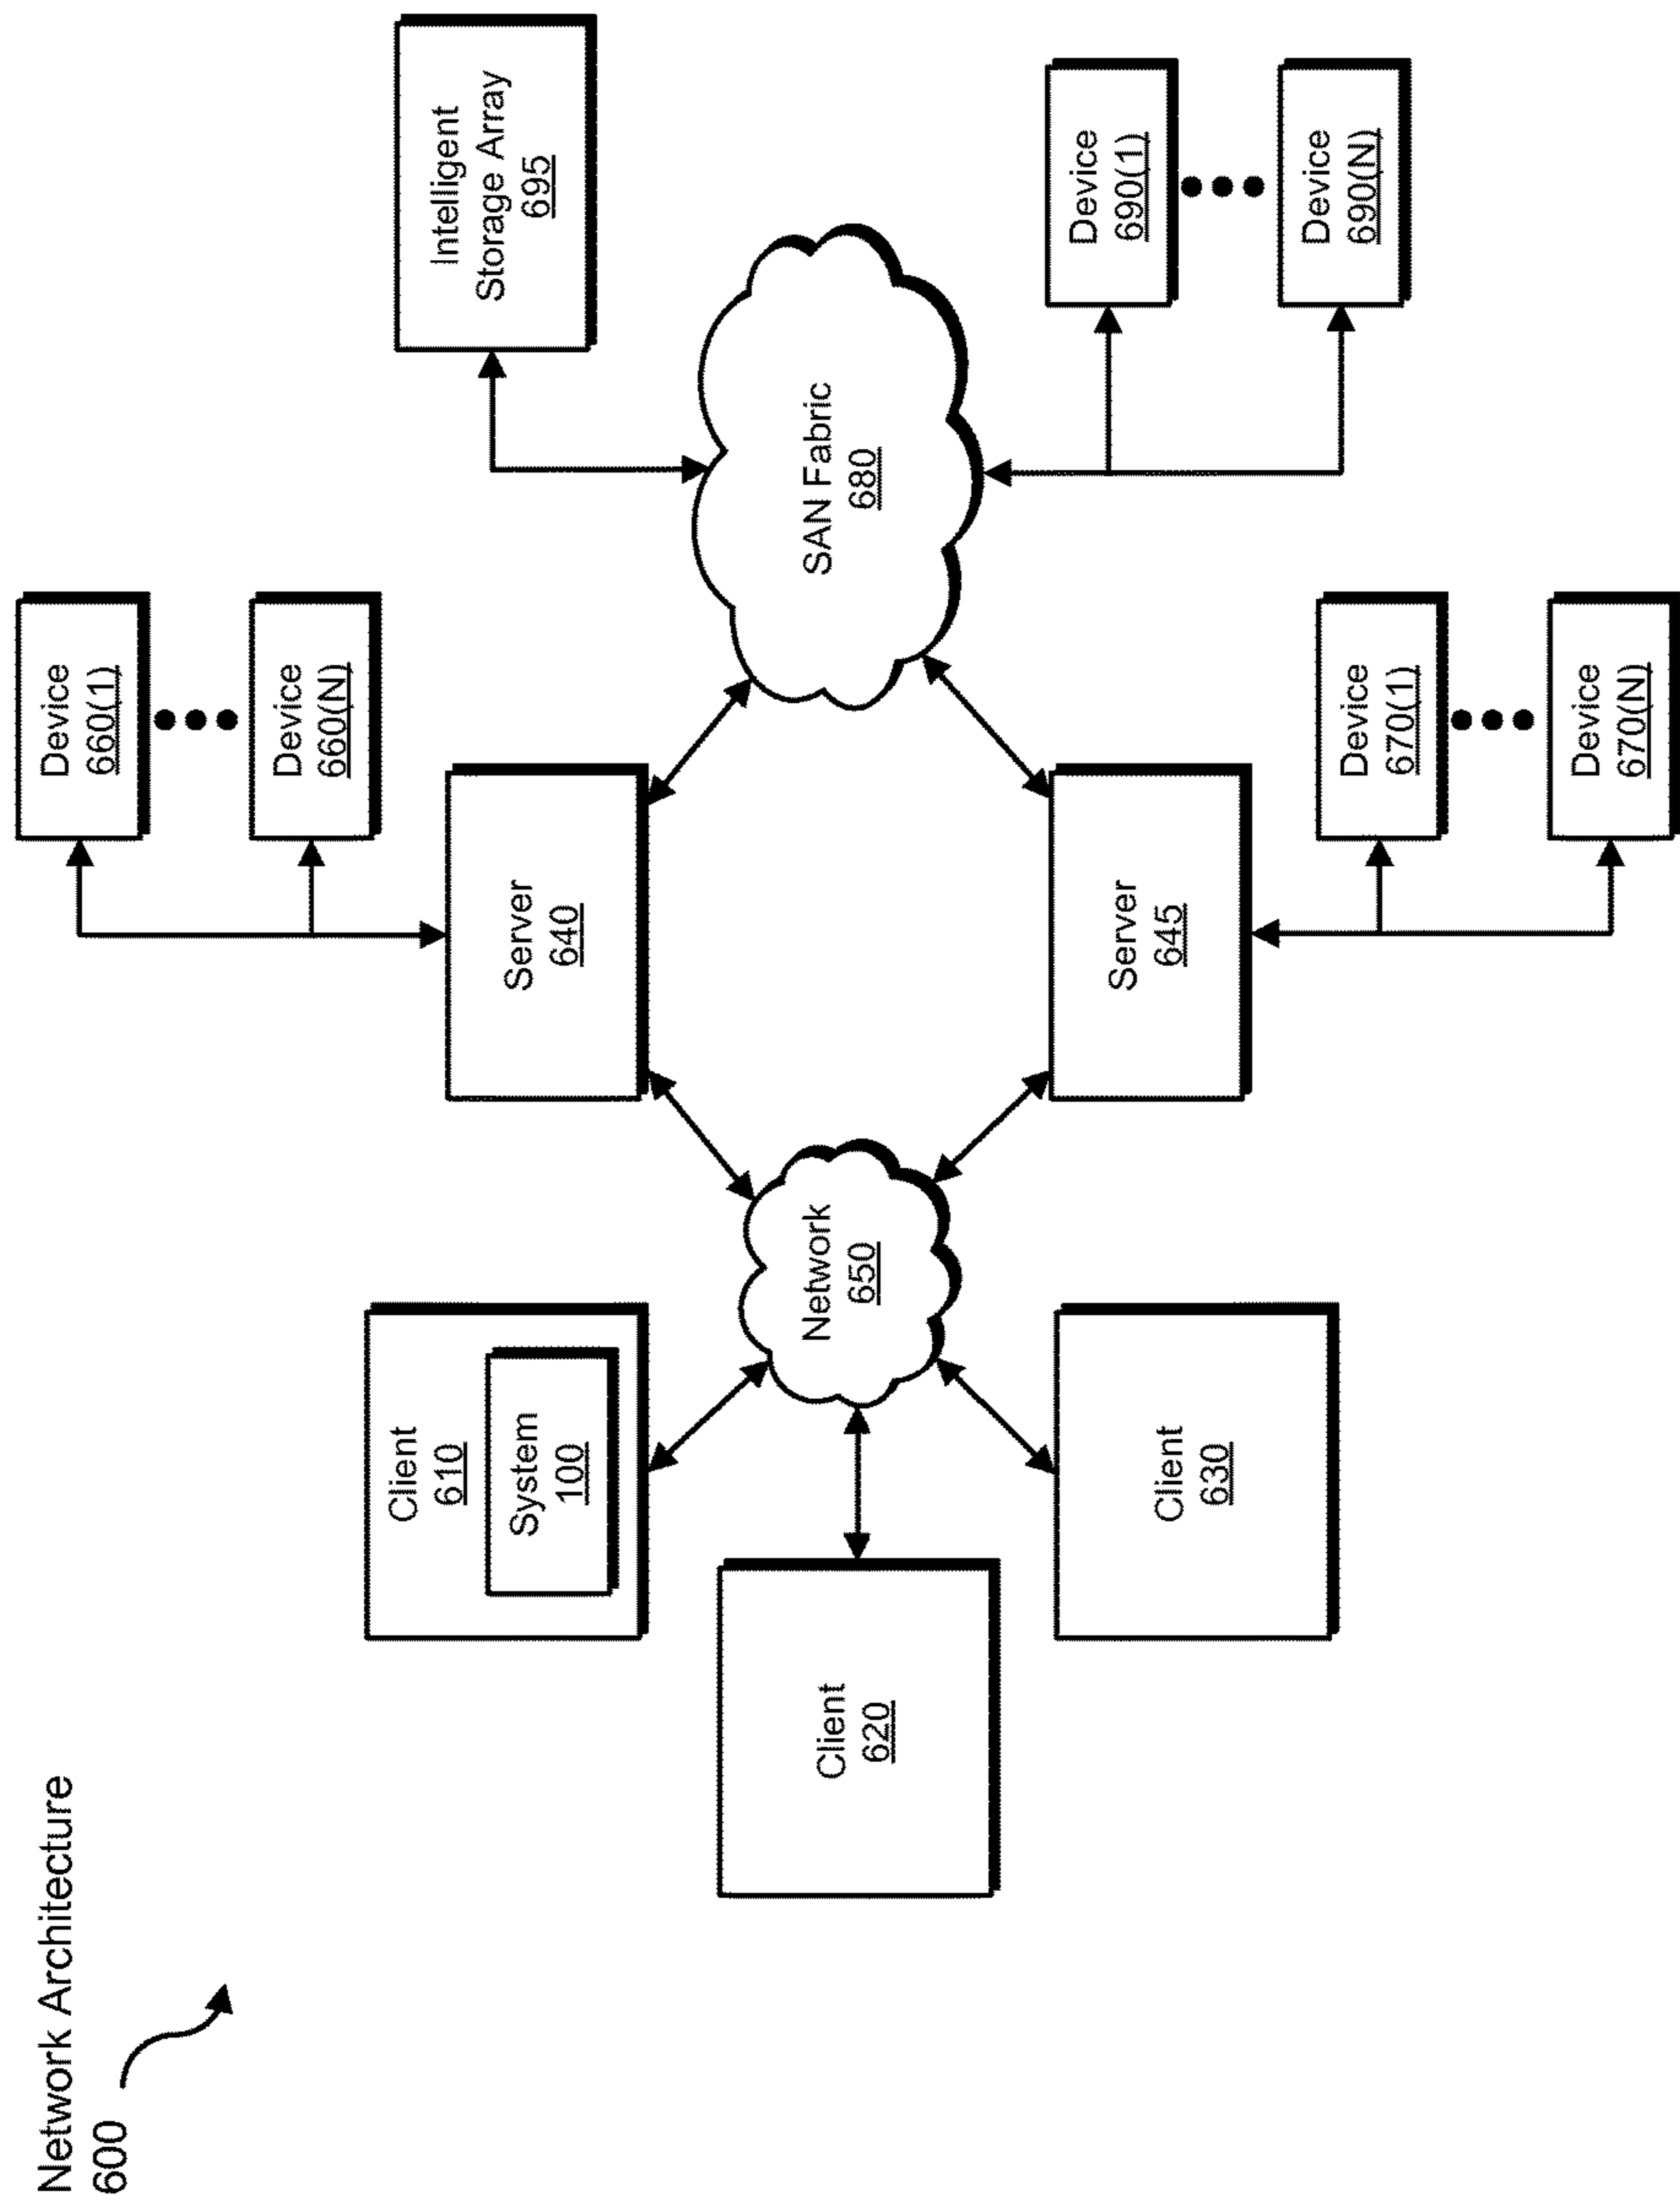 Network Architecture
600
Client
610
System
100
Client
620
Client
630
Network
650
Device
660(1)
Device
660(N)
Server
640
Server
645
Device
670(1)
Device
670(N)
SAN Fabric
680
Intelligent
Storage Array
695
Device
690(1)
Device
690(N)